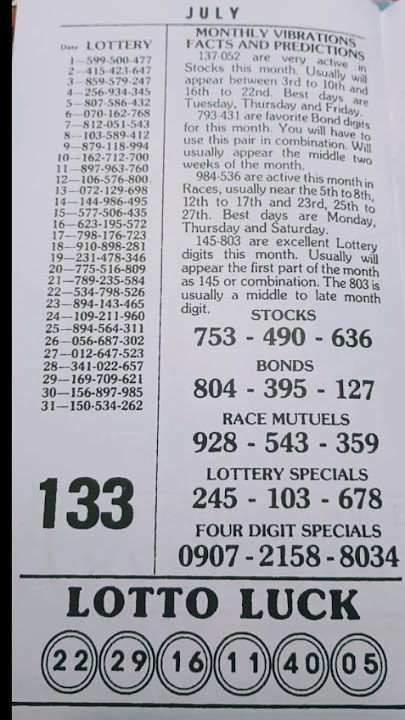 JULY
Date LOTTERY
1—599-500-477
2—415-423-647
3—859-579-247
4—256-934-345
5—807-586-432
6—070-162-768
7—812-051-543
8—103-589-412
9—879-118-994
10—162-712-700
11—897-963-760
12—106-576-800
13—072-129-698
14—144-986-495
15—577-506-435
16—623-195-572
17—798-176-723
18—910-898-281
19—231-478-346
20—775-516-809
21—789-235-584
22—534-798-526
23—894-143-465
24—109-211-960
25—894-564-311
26—056-687-302
27—012-647-523
28—341-022-657
29—169-709-621
30—156-897-985
31—150-534-262
133
MONTHLY VIBRATIONS
FACTS AND PREDICTIONS
137-052 are very active in
Stocks this month. Usually will
appear between 3rd to 10th and
16th to 22nd. Best days are
Tuesday, Thursday and Friday.
793-431 are favorite Bond digits
for this month. You will have to
use this pair in combination. Will
usually appear the middle two
weeks of the month.
984-536 are active this month in
Races, usually near the 5th to 8th,
12th to 17th and 23rd, 25th to
27th. Best days are Monday,
Thursday and Saturday.
145-803 are excellent Lottery
digits this month. Usually will
appear the first part of the month
as 145 or combination. The 803 is
usually a middle to late month
digit.
STOCKS
753 - 490 - 636
BONDS
804 - 395 - 127
RACE MUTUELS
928 - 543 - 359
LOTTERY SPECIALS
245 - 103 - 678
FOUR DIGIT SPECIALS
0907 - 2158 - 8034
LOTTO LUCK
22 29 16 11 40 05